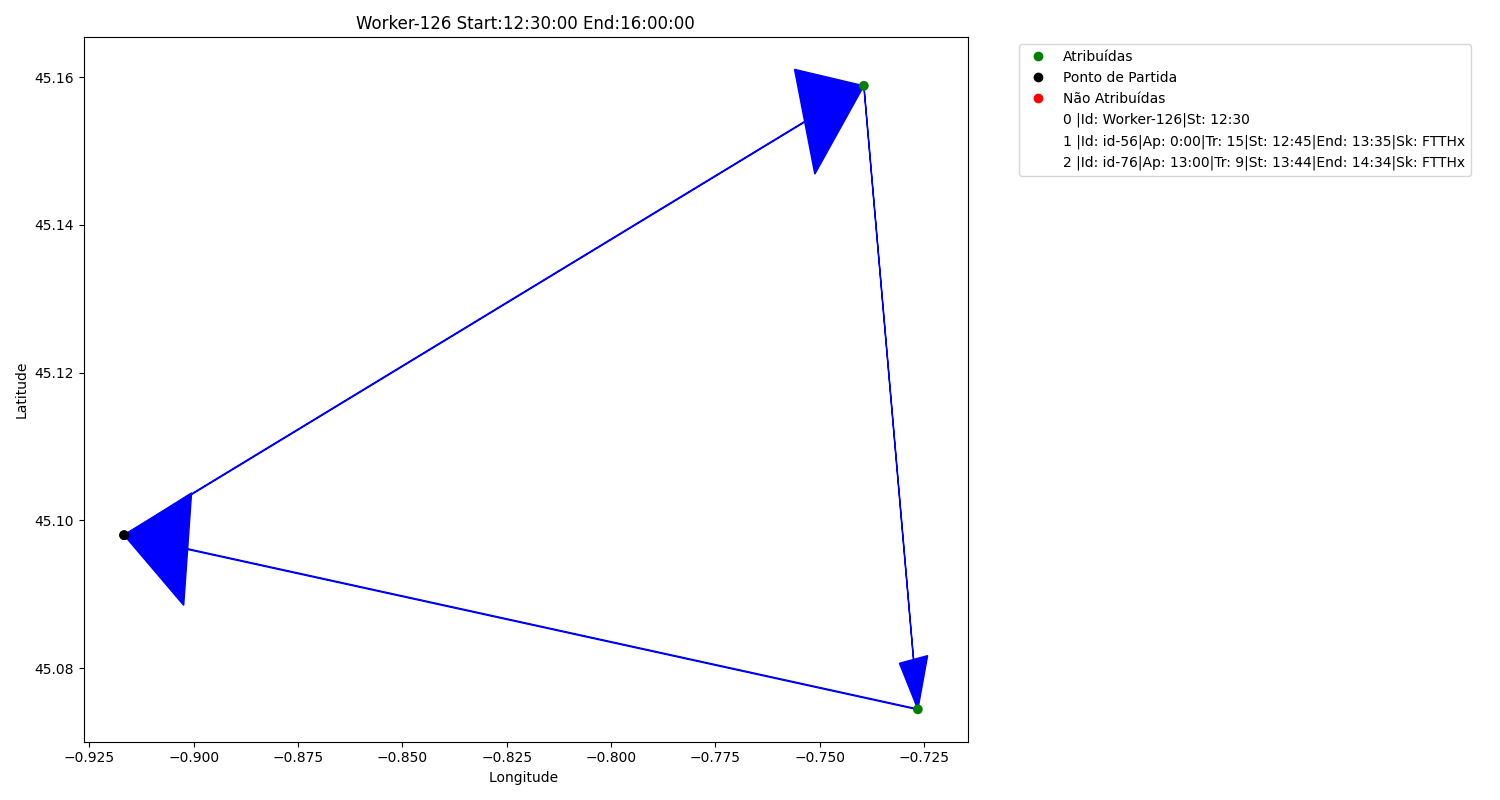 Worker-126 Start:12:30:00 End:16:00:00
45.16
45.14
45.12
45.10
45.08
Latitude
−0.925 −0.900 −0.875 −0.850 −0.825 −0.800 −0.775 −0.750 −0.725
Longitude
Atribuídas
Ponto de Partida
Não Atribuídas
0 |Id: Worker-126|St: 12:30
1 |Id: id-56|Ap: 0:00|Tr: 15|St: 12:45|End: 13:35|Sk: FTTHx
2 |Id: id-76|Ap: 13:00|Tr: 9|St: 13:44|End: 14:34|Sk: FTTHx